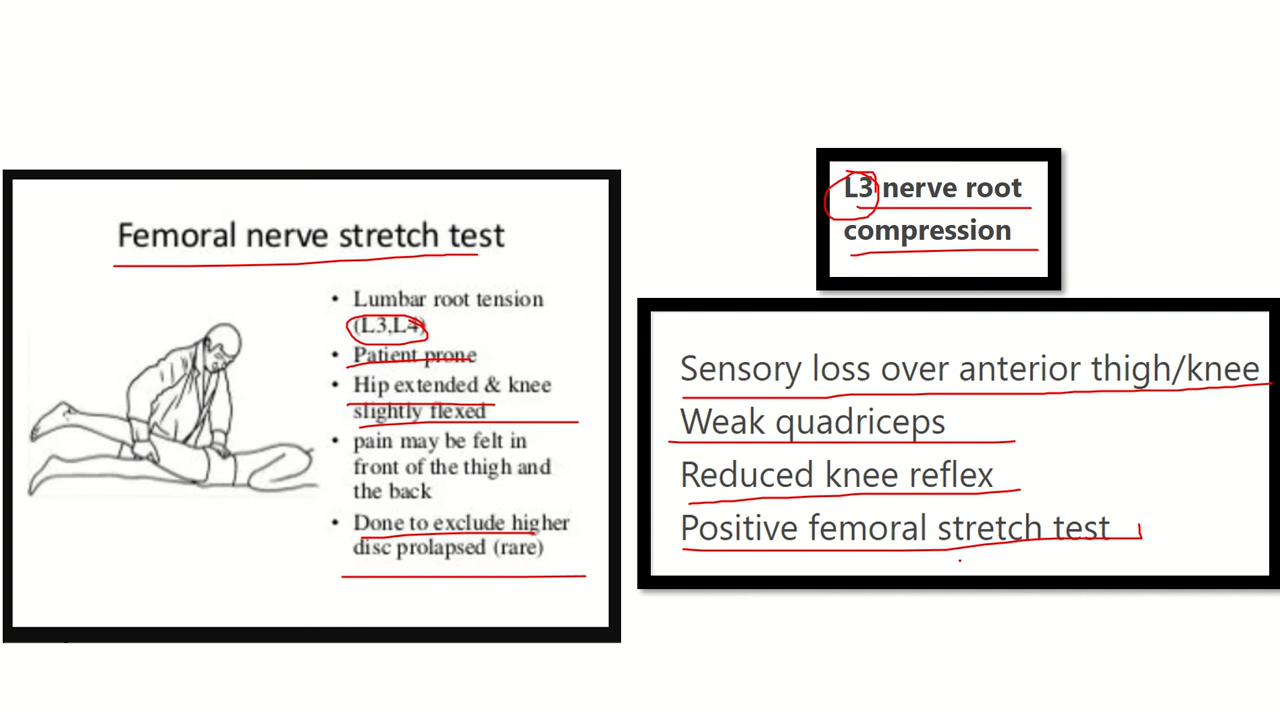 Femoral nerve stretch test
• Lumbar root tension
(L3,L4)
• Patient prone
• Hip extended & knee
slightly flexed
• pain may be felt in
front of the thigh and
the back
• Done to exclude higher
disc prolapsed (rare)
L3 nerve root
compression
Sensory loss over anterior thigh/knee
Weak quadriceps
Reduced knee reflex
Positive femoral stretch test